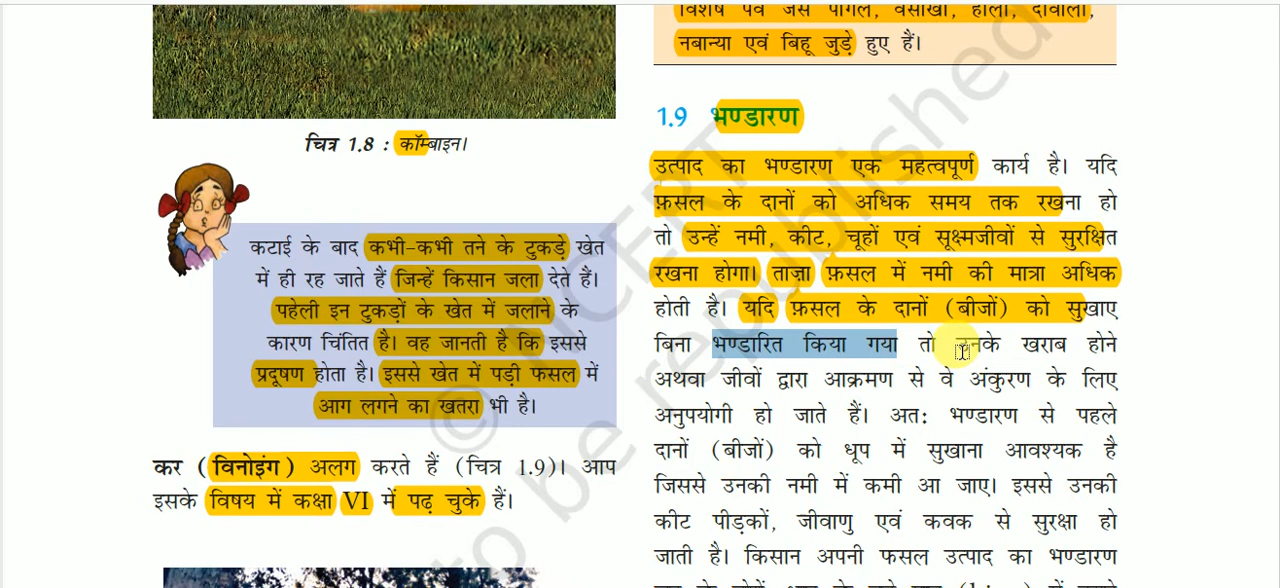 चित्र 1.8 : कॉम्बाइन।
कटाई के बाद कभी-कभी तने के टुकड़े खेत
में ही रह जाते हैं जिन्हें किसान जला देते हैं।
पहेली इन टुकड़ों के खेत में जलाने के
कारण चिंतित है। वह जानती है कि इससे
प्रदूषण होता है। इससे खेत में पड़ी फसल में
आग लगने का खतरा भी है।
कर (विनोइंग) अलग करते हैं (चित्र 1.9)। आप
इसके विषय में कक्षा VI में पढ़ चुके हैं।
विशेष पर्व जैसे पोंगल, वैसाखी, होली, दीवाली,
नबान्या एवं बिहू जुड़े हुए हैं।
1.9 भण्डारण
उत्पाद का भण्डारण एक महत्वपूर्ण कार्य है। यदि
फ़सल के दानों को अधिक समय तक रखना हो
तो उन्हें नमी, कीट, चूहों एवं सूक्ष्मजीवों से सुरक्षित
रखना होगा। ताज़ा फ़सल में नमी की मात्रा अधिक
होती है। यदि फ़सल के दानों (बीजों) को सुखाए
बिना भण्डारित किया गया तो उनके खराब होने
अथवा जीवों द्वारा आक्रमण से वे अंकुरण के लिए
अनुपयोगी हो जाते हैं। अत: भण्डारण से पहले
दानों (बीजों) को धूप में सुखाना आवश्यक है
जिससे उनकी नमी में कमी आ जाए। इससे उनकी
कीट पीड़कों, जीवाणु एवं कवक से सुरक्षा हो
जाती है। किसान अपनी फसल उत्पाद का भण्डारण
© NCERT
to be republished